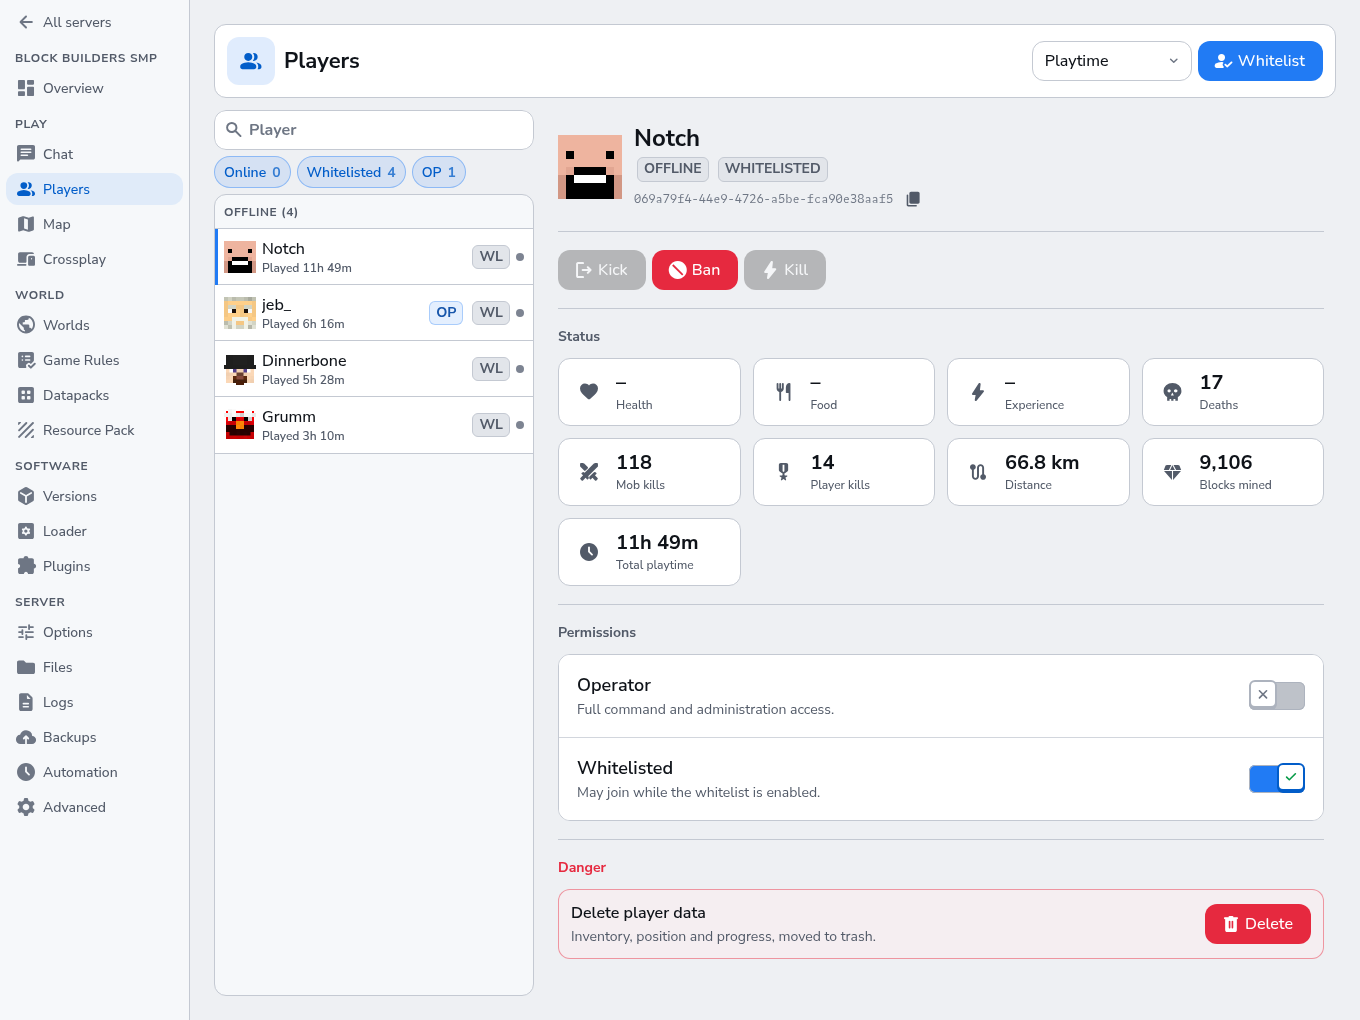 All servers
BLOCK BUILDERS SMP
Overview
PLAY
Chat
Players
Map
Crossplay
WORLD
Worlds
Game Rules
Datapacks
Resource Pack
SOFTWARE
Versions
Loader
Plugins
SERVER
Options
Files
Logs
Backups
Automation
Advanced
Players
Playtime
Whitelist
Player
Online 0
Whitelisted 4
OP 1
OFFLINE (4)
Notch
Played 11h 49m
WL
jeb_
Played 6h 16m
OP
WL
Dinnerbone
Played 5h 28m
WL
Grumm
Played 3h 10m
WL
Notch
OFFLINE
WHITELISTED
069a79f4-44e9-4726-a5be-fca90e38aaf5
Kick
Ban
Kill
Status
–
Health
–
Food
–
Experience
17
Deaths
118
Mob kills
14
Player kills
66.8 km
Distance
9,106
Blocks mined
11h 49m
Total playtime
Permissions
Operator
Full command and administration access.
Whitelisted
May join while the whitelist is enabled.
Danger
Delete player data
Inventory, position and progress, moved to trash.
Delete